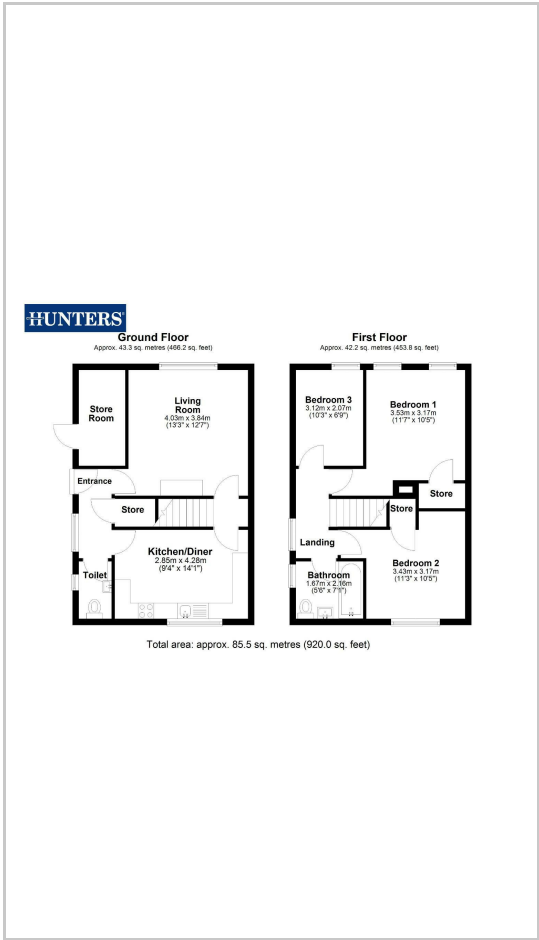 HUNTERS
Ground Floor
Approx. 43.3 sq. metres (466.2 sq. feet)
Store
Room
Living
Room
4.03m x 3.84m
(13'3" x 12'7")
Entrance
Store
Kitchen/Diner
2.85m x 4.28m
(9'4" x 14'1")
Toilet
First Floor
Approx. 42.2 sq. metres (453.8 sq. feet)
Bedroom 3
3.12m x 2.07m
(10'3" x 6'9")
Bedroom 1
3.53m x 3.17m
(11'7" x 10'5")
Store
Store
Landing
Bedroom 2
3.43m x 3.17m
(11'3" x 10'5")
Bathroom
1.67m x 2.16m
(5'6" x 7'1")
Total area: approx. 85.5 sq. metres (920.0 sq. feet)